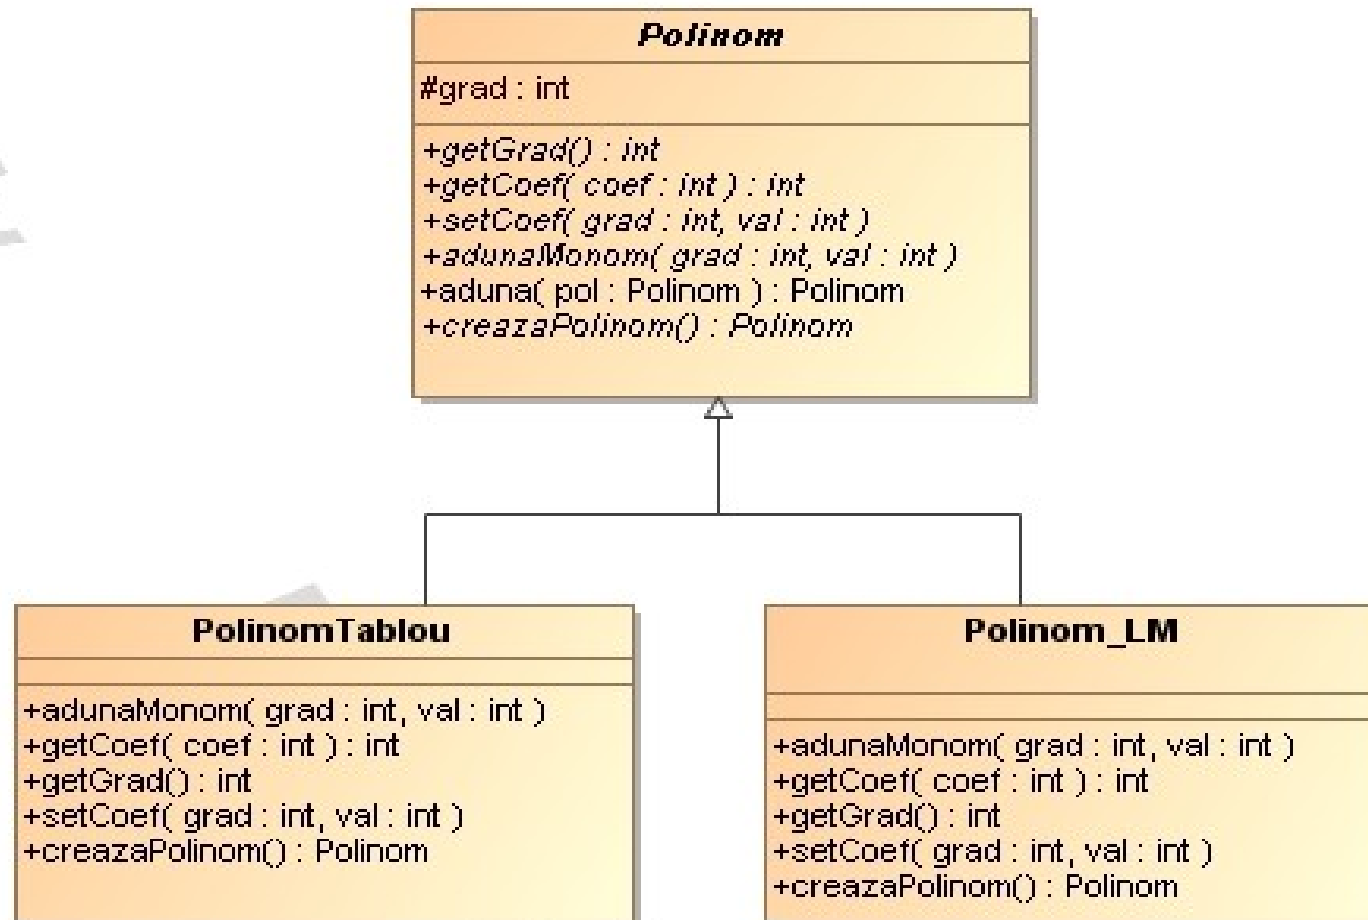 Polinom
#grad : int
+getGrad() : int
+getCoef( coef : int ) : int
+setCoef( grad : int, val : int )
+adunaMonom( grad : int, val : int )
+aduna( pol : Polinom ) : Polinom
+creazaPolinom() : Polinom
PolinomTablou
+adunaMonom( grad : int, val : int )
+getCoef( coef : int ) : int
+getGrad() : int
+setCoef( grad : int, val : int )
+creazaPolinom() : Polinom
Polinom_LM
+adunaMonom( grad : int, val : int )
+getCoef( coef : int ) : int
+getGrad() : int
+setCoef( grad : int, val : int )
+creazaPolinom() : Polinom